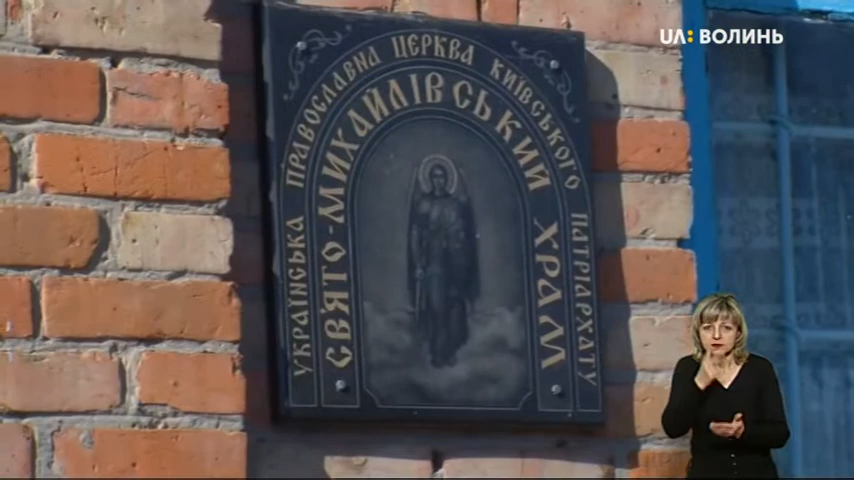 UA: ВОЛИНЬ
УКРАЇНСЬКА ПРАВОСЛАВНА ЦЕРКВА КИЇВСЬКОГО ПАТРІАРХАТУ
СВЯТО-МИХАЙЛІВСЬКИЙ ХРАМ